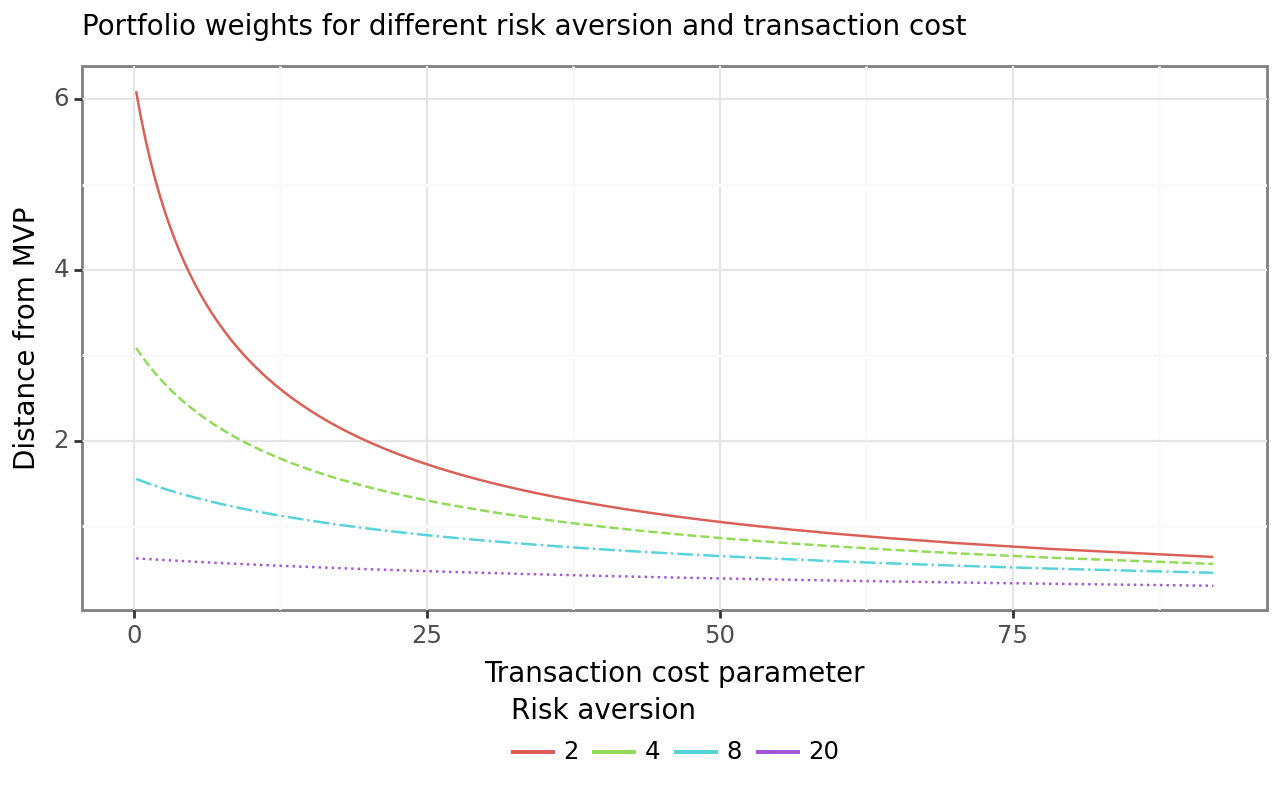 Portfolio weights for different risk aversion and transaction cost
Distance from MVP
6
4
2
0 25 50 75
Transaction cost parameter
Risk aversion
2 4 8 20